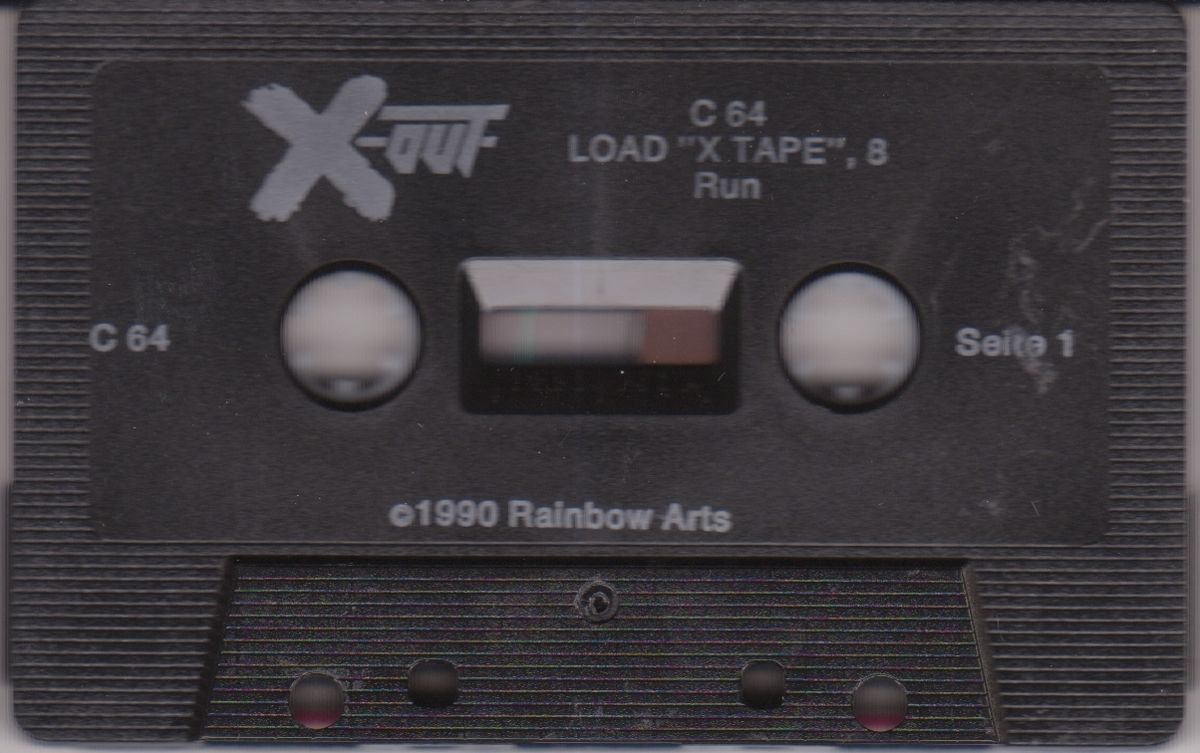 X-OUT
C 64
LOAD "X TAPE", 8
Run
C 64
Seite 1
©1990 Rainbow Arts